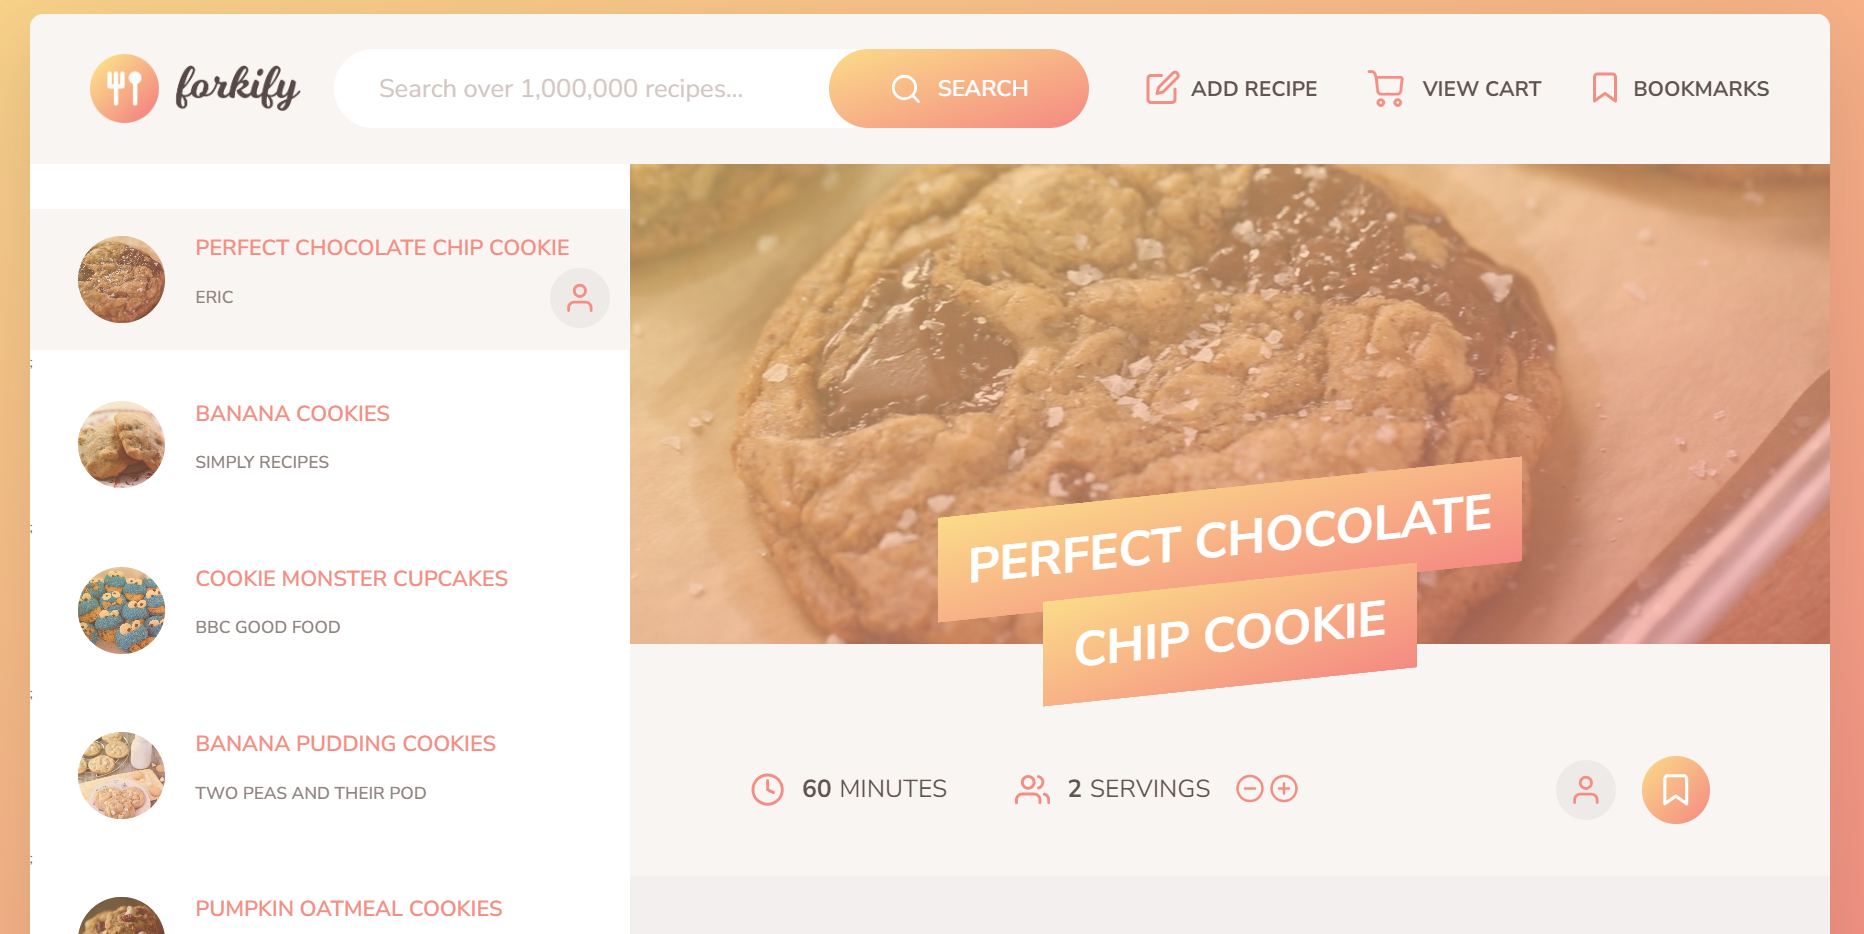 forkify
Search over 1,000,000 recipes...
SEARCH
ADD RECIPE
VIEW CART
BOOKMARKS
PERFECT CHOCOLATE CHIP COOKIE
ERIC
;
BANANA COOKIES
SIMPLY RECIPES
;
COOKIE MONSTER CUPCAKES
BBC GOOD FOOD
;
BANANA PUDDING COOKIES
TWO PEAS AND THEIR POD
;
PUMPKIN OATMEAL COOKIES
PERFECT CHOCOLATE
CHIP COOKIE
60 MINUTES
2 SERVINGS